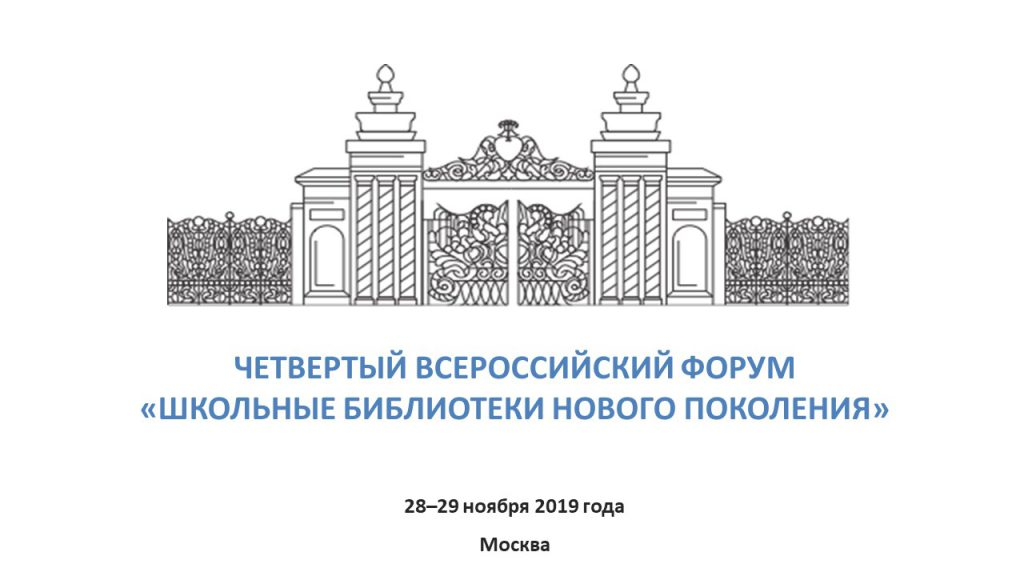 ЧЕТВЕРТЫЙ ВСЕРОССИЙСКИЙ ФОРУМ
«ШКОЛЬНЫЕ БИБЛИОТЕКИ НОВОГО ПОКОЛЕНИЯ»
28–29 ноября 2019 года
Москва